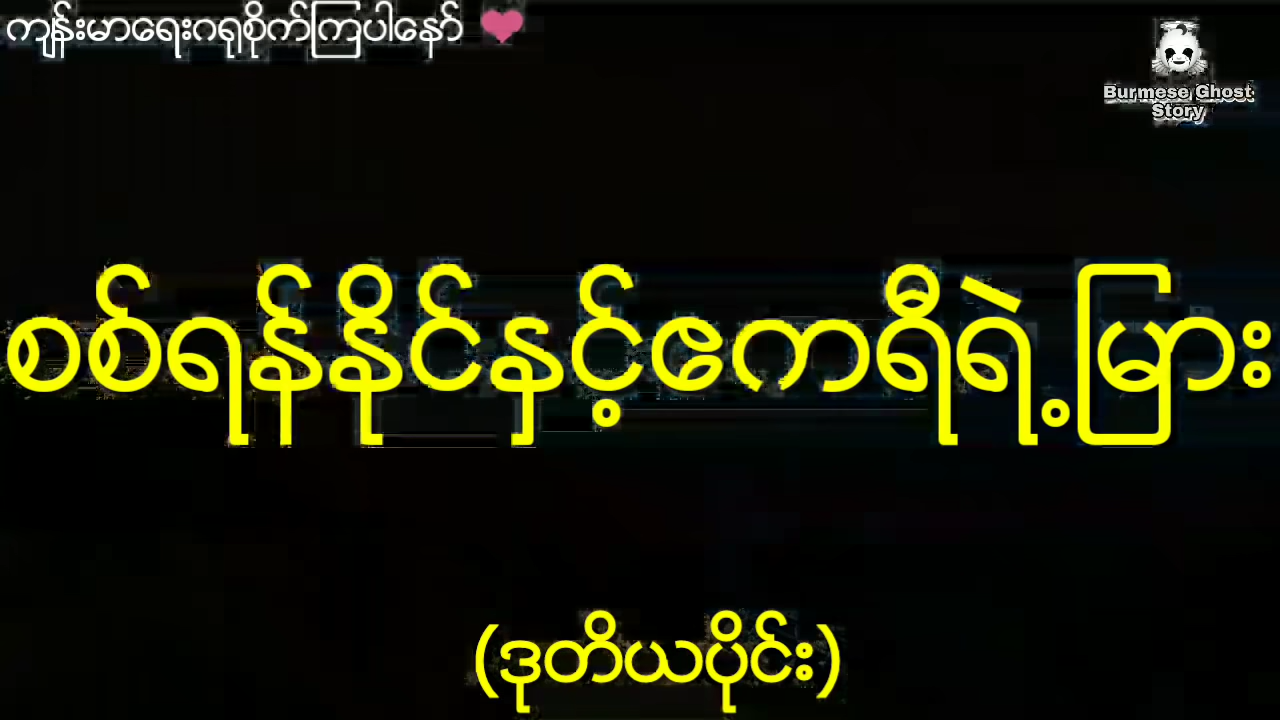 ကျန်းမာရေးဂရုစိုက်ကြပါနော် ❤
Burmese Ghost
Story
စစ်ရန်နိုင်နှင့်ဧကရီရဲ့မြား
(ဒုတိယပိုင်း)